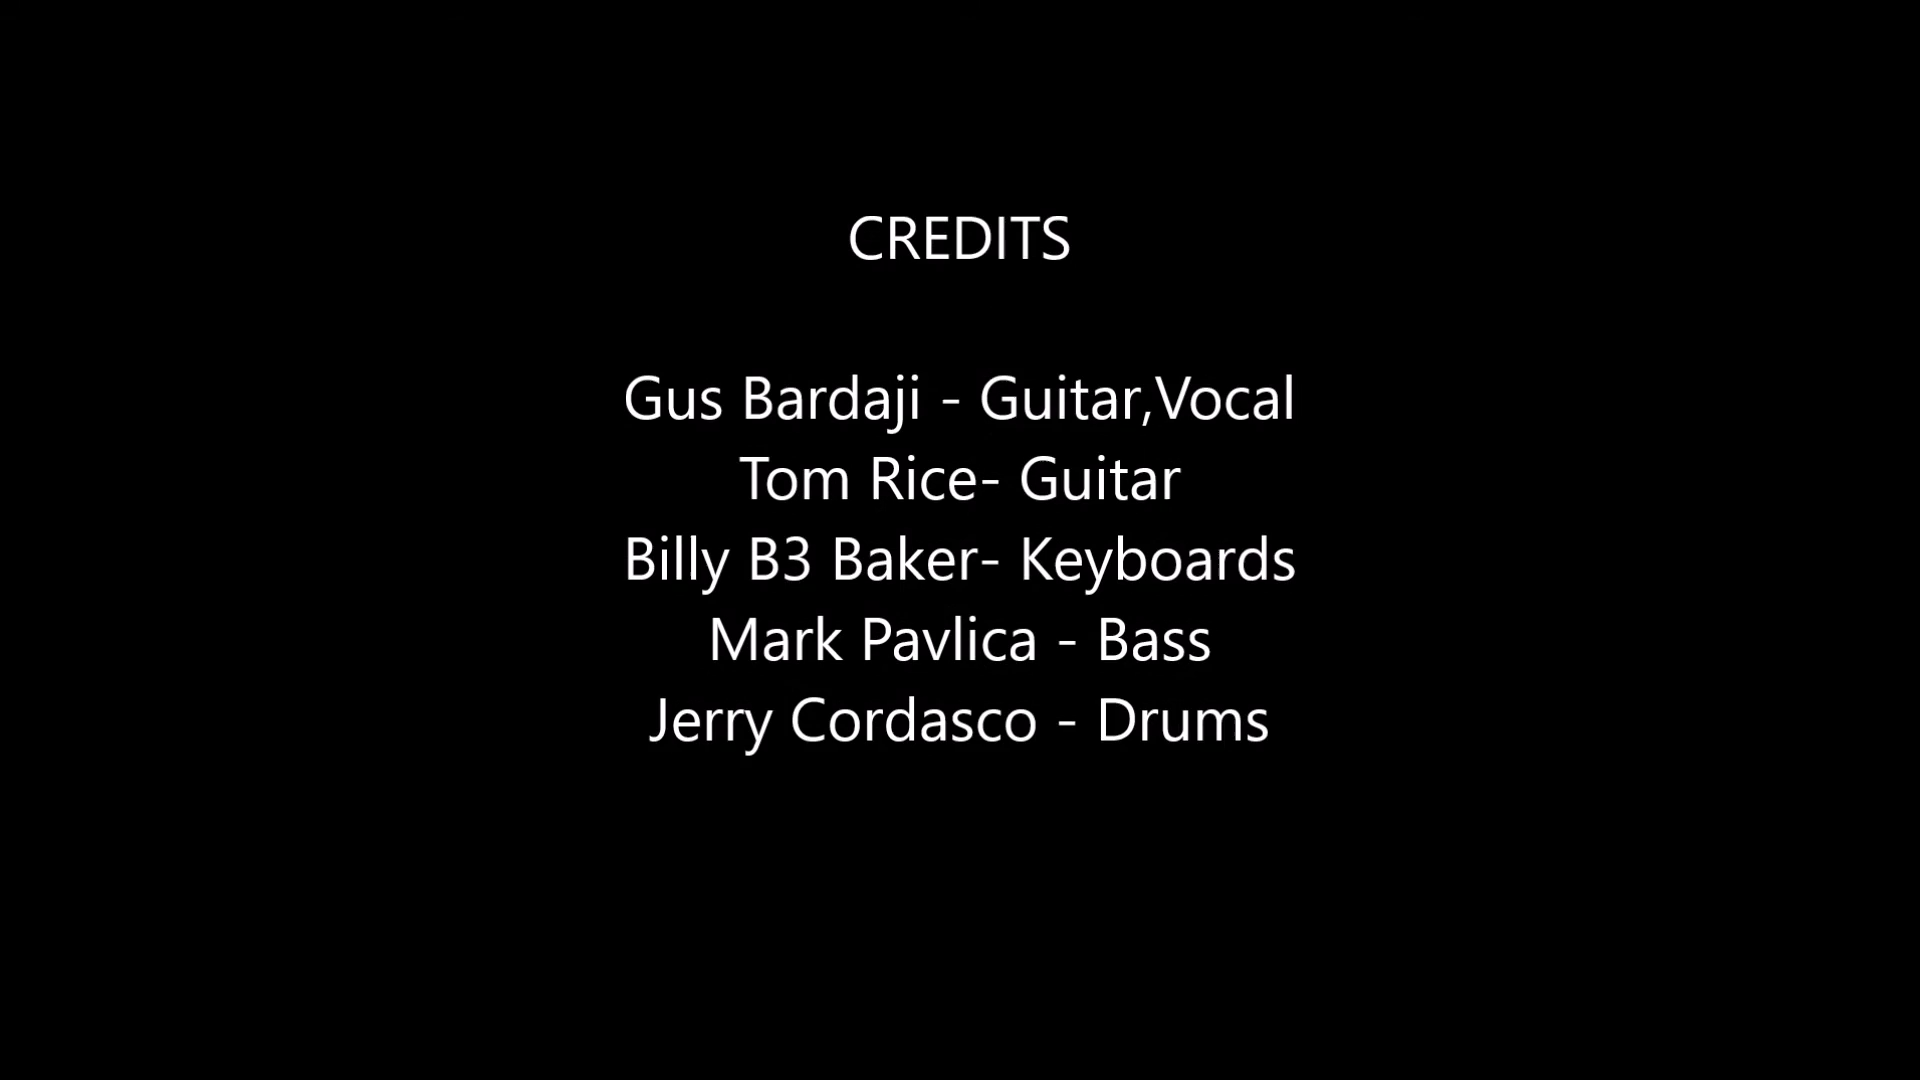 CREDITS
Gus Bardaji - Guitar,Vocal
Tom Rice- Guitar
Billy B3 Baker- Keyboards
Mark Pavlica - Bass
Jerry Cordasco - Drums